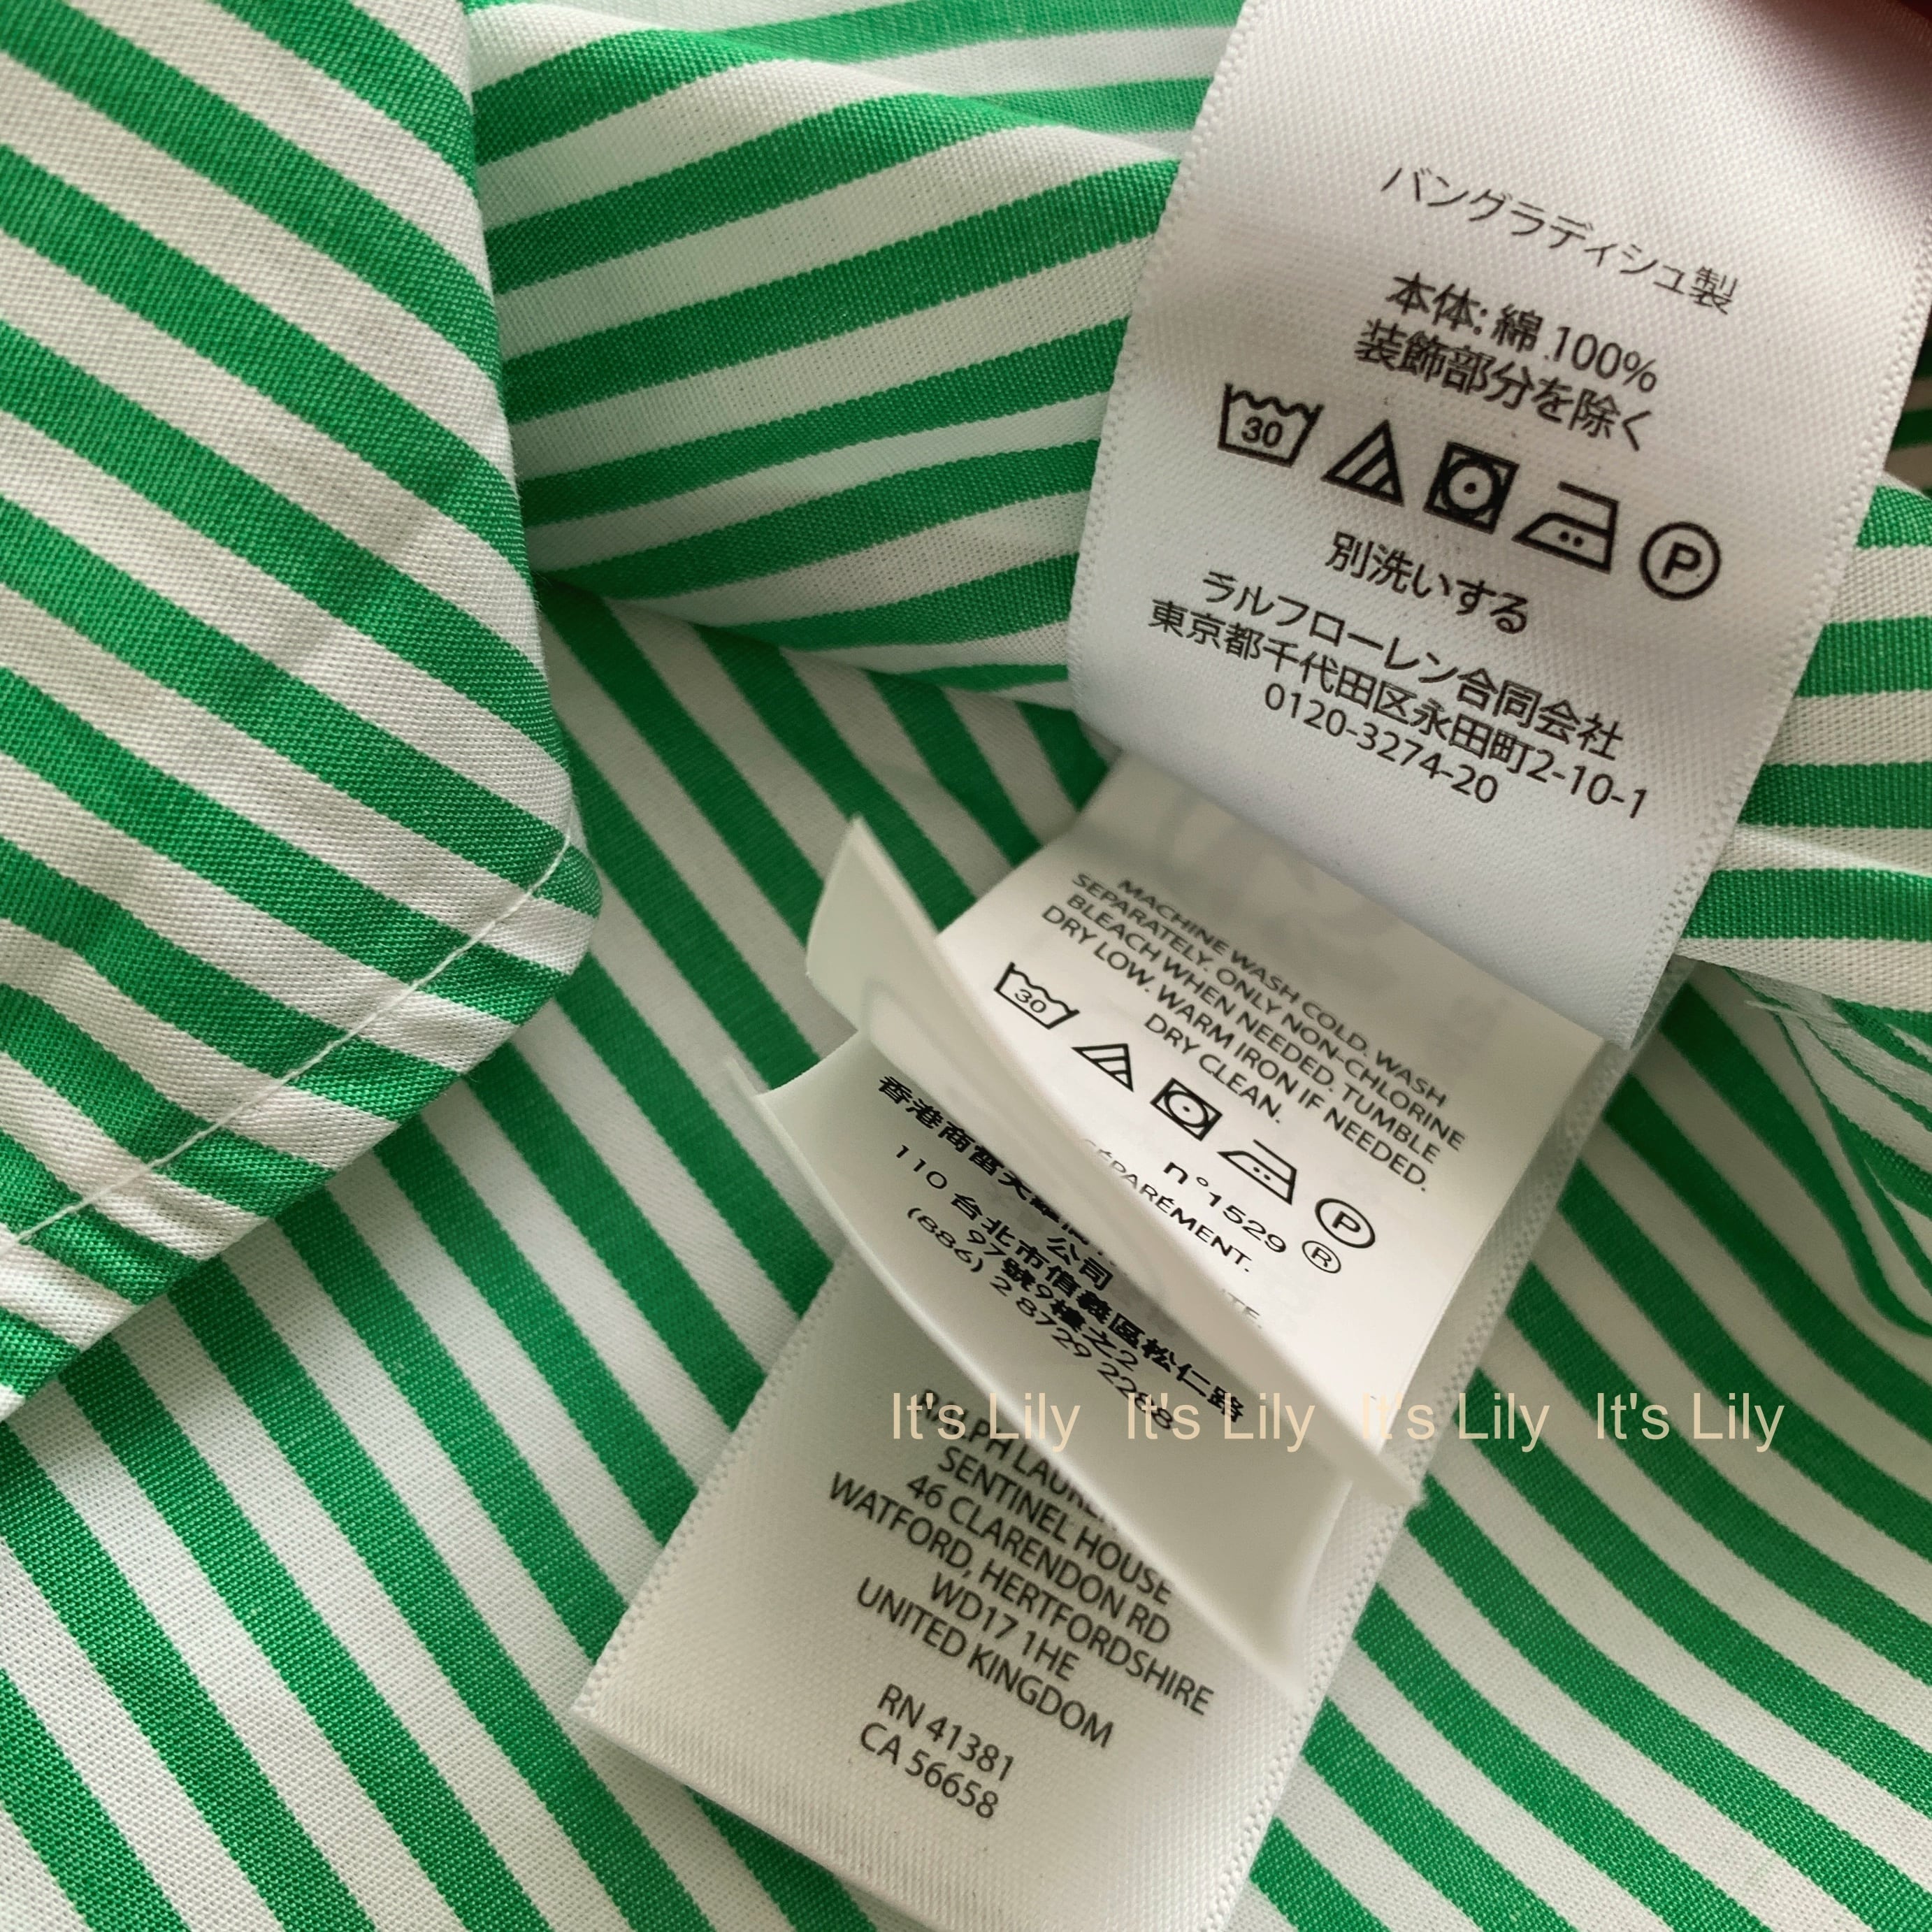 バングラディシュ製
本体: 綿 100%
装飾部分を除く
30
P
別洗いする
ラルフローレン合同会社
東京都千代田区永田町2-10-1
0120-3274-20
MACHINE WASH COLD. WASH
SEPARATELY. ONLY NON-CHLORINE
BLEACH WHEN NEEDED. TUMBLE
DRY LOW. WARM IRON IF NEEDED.
DRY CLEAN.
30
P
n°1529 ®
SÉPARÉMENT.
香港商雷夫
公司
110 台北市信義區松仁路
97號9樓之2
(886) 2 8729 2288
RALPH LAUREN
SENTINEL HOUSE
46 CLARENDON RD
WATFORD, HERTFORDSHIRE
WD17 1HE
UNITED KINGDOM
RN 41381
CA 56658
It's Lily It's Lily It's Lily It's Lily